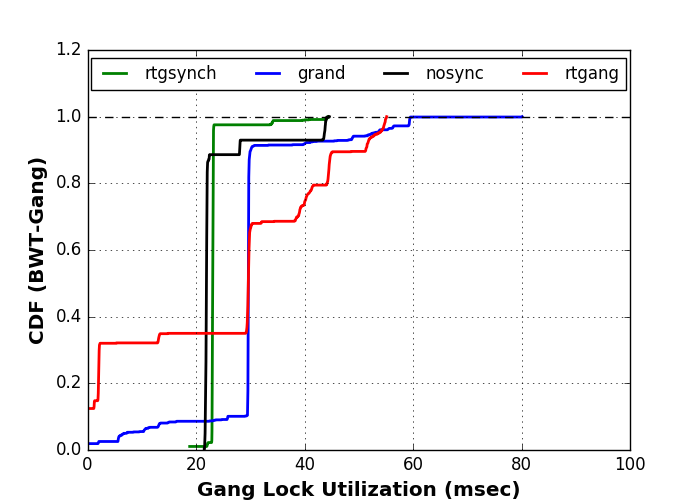 1.2
rtgsynch grand nosync rtgang
1.0
0.8
0.6
0.4
0.2
0.0
CDF (BWT-Gang)
0 20 40 60 80 100
Gang Lock Utilization (msec)